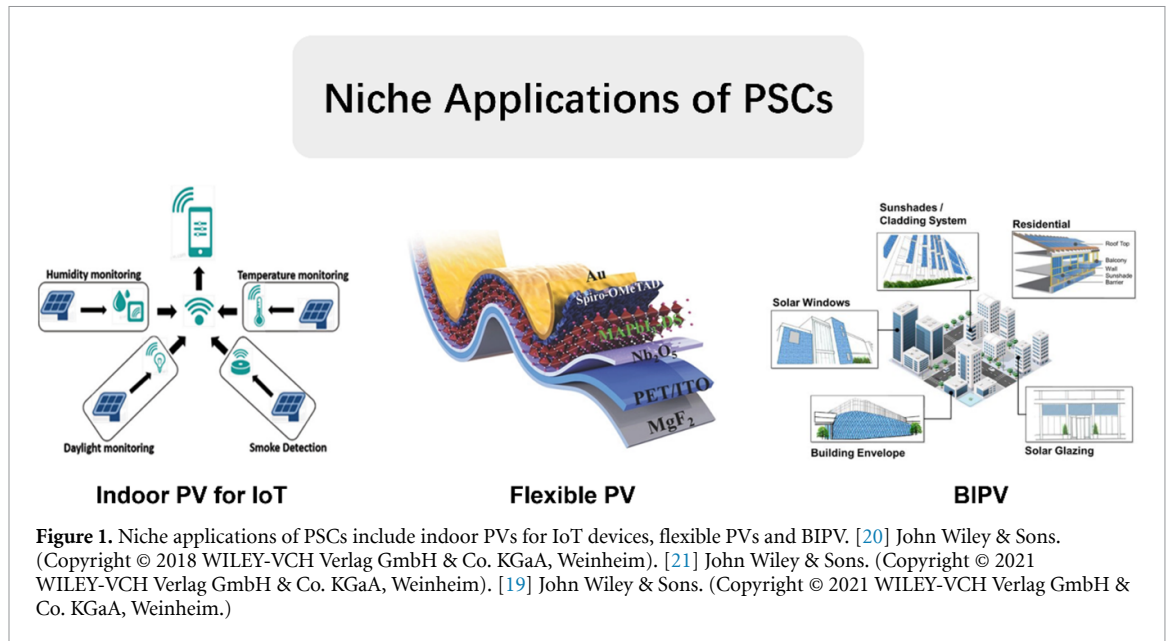 Niche Applications of PSCs
Humidity monitoring
Temperature monitoring
Daylight monitoring
Smoke Detection
Indoor PV for IoT
Au
Spiro-OMeTAD
Nb₂O₅
PET/ITO
MgF₂
Flexible PV
Sunshades /
Cladding System
Residential
Roof Top
Balcony
Wall
Sunshade
Barrier
Solar Windows
Building Envelope
Solar Glazing
BIPV
Figure 1. Niche applications of PSCs include indoor PVs for IoT devices, flexible PVs and BIPV. [20] John Wiley & Sons.
(Copyright © 2018 WILEY-VCH Verlag GmbH & Co. KGaA, Weinheim). [21] John Wiley & Sons. (Copyright © 2021
WILEY-VCH Verlag GmbH & Co. KGaA, Weinheim). [19] John Wiley & Sons. (Copyright © 2021 WILEY-VCH Verlag GmbH &
Co. KGaA, Weinheim.)